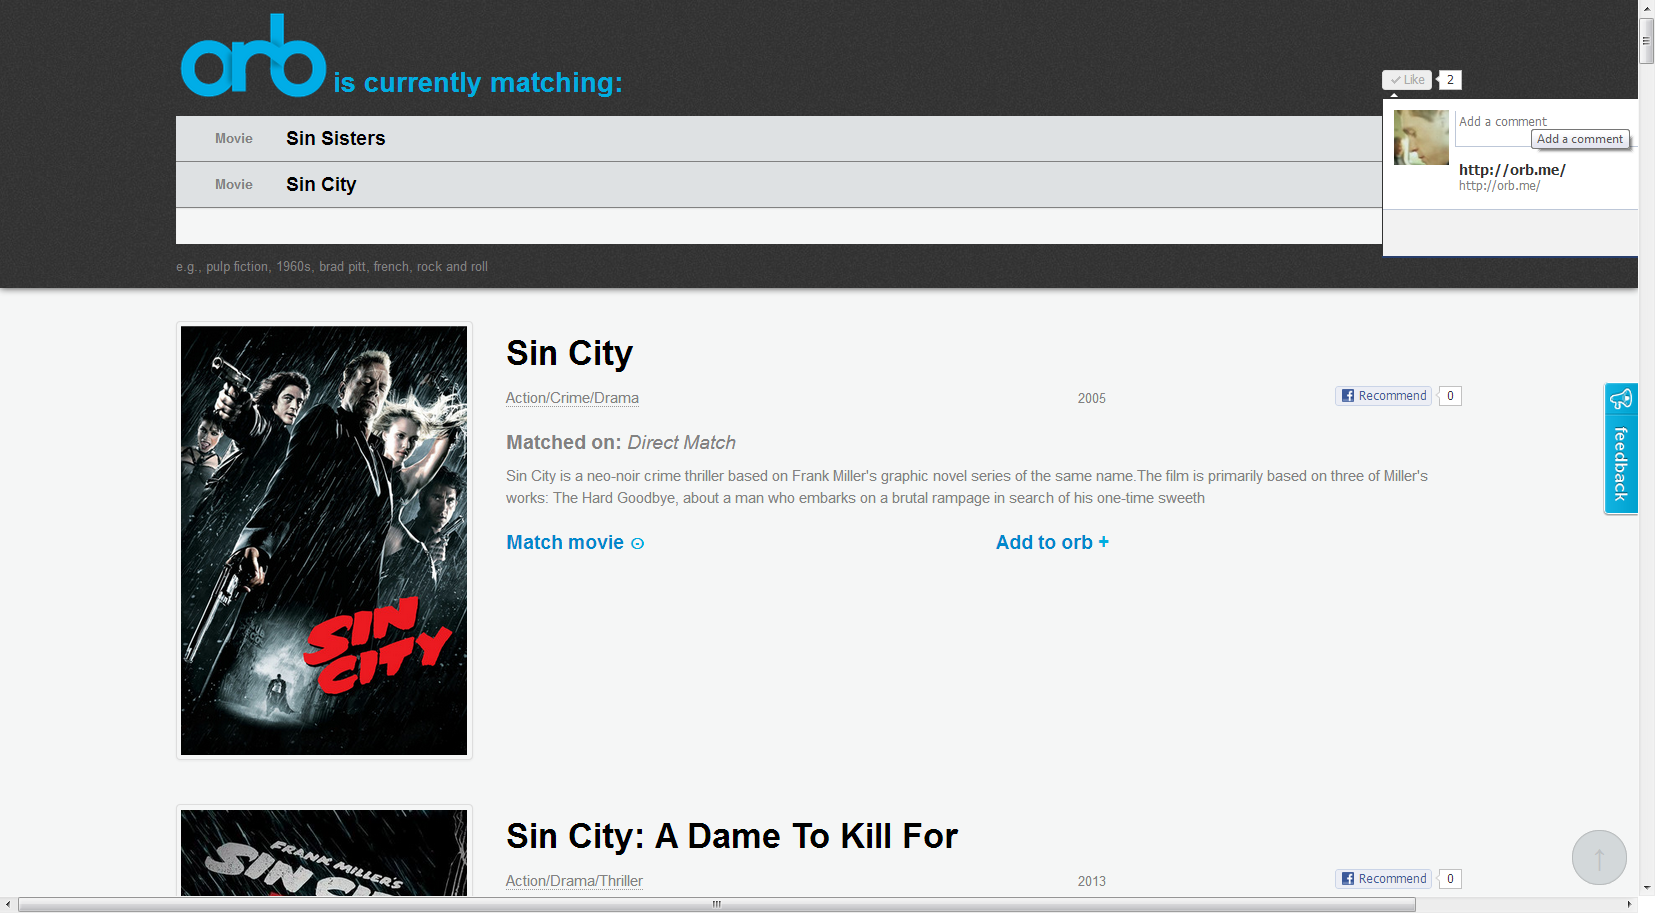 orb is currently matching:
Like 2
Movie Sin Sisters
Add a comment
Add a comment
http://orb.me/
http://orb.me/
Movie Sin City
e.g., pulp fiction, 1960s, brad pitt, french, rock and roll
Sin City
Action/Crime/Drama 2005 Recommend 0
Matched on: Direct Match
Sin City is a neo-noir crime thriller based on Frank Miller's graphic novel series of the same name.The film is primarily based on three of Miller's
works: The Hard Goodbye, about a man who embarks on a brutal rampage in search of his one-time sweeth
Match movie Add to orb +
feedback
SIN
CITY
Sin City: A Dame To Kill For
Action/Drama/Thriller 2013 Recommend 0
FRANK MILLER'S